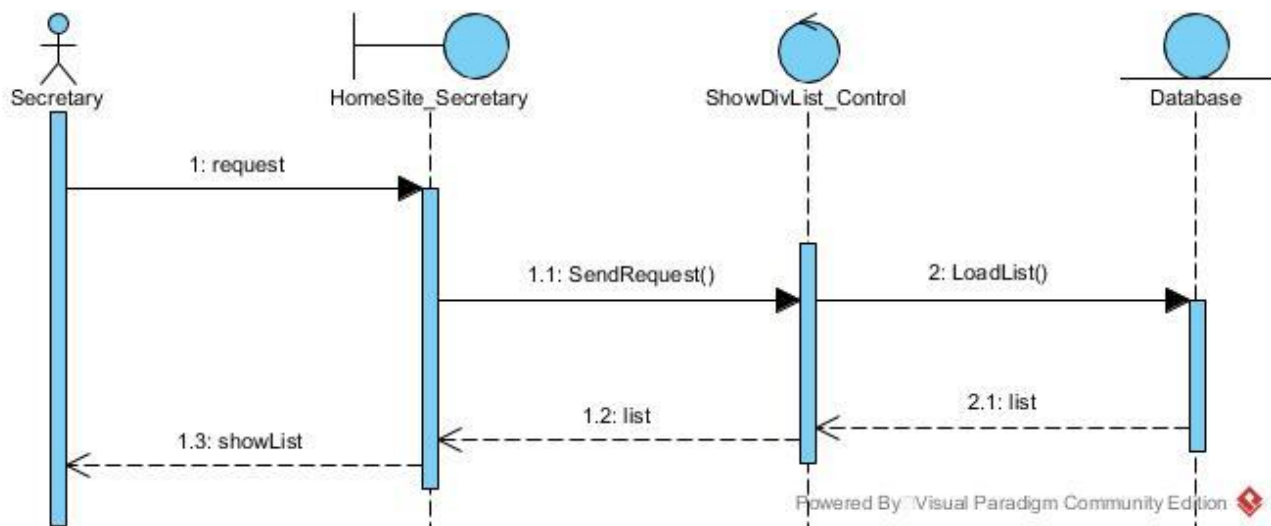 Secretary
HomeSite_Secretary
ShowDivList_Control
Database
1: request
1.1: SendRequest()
2: LoadList()
2.1: list
1.2: list
1.3: showList
Powered By Visual Paradigm Community Edition